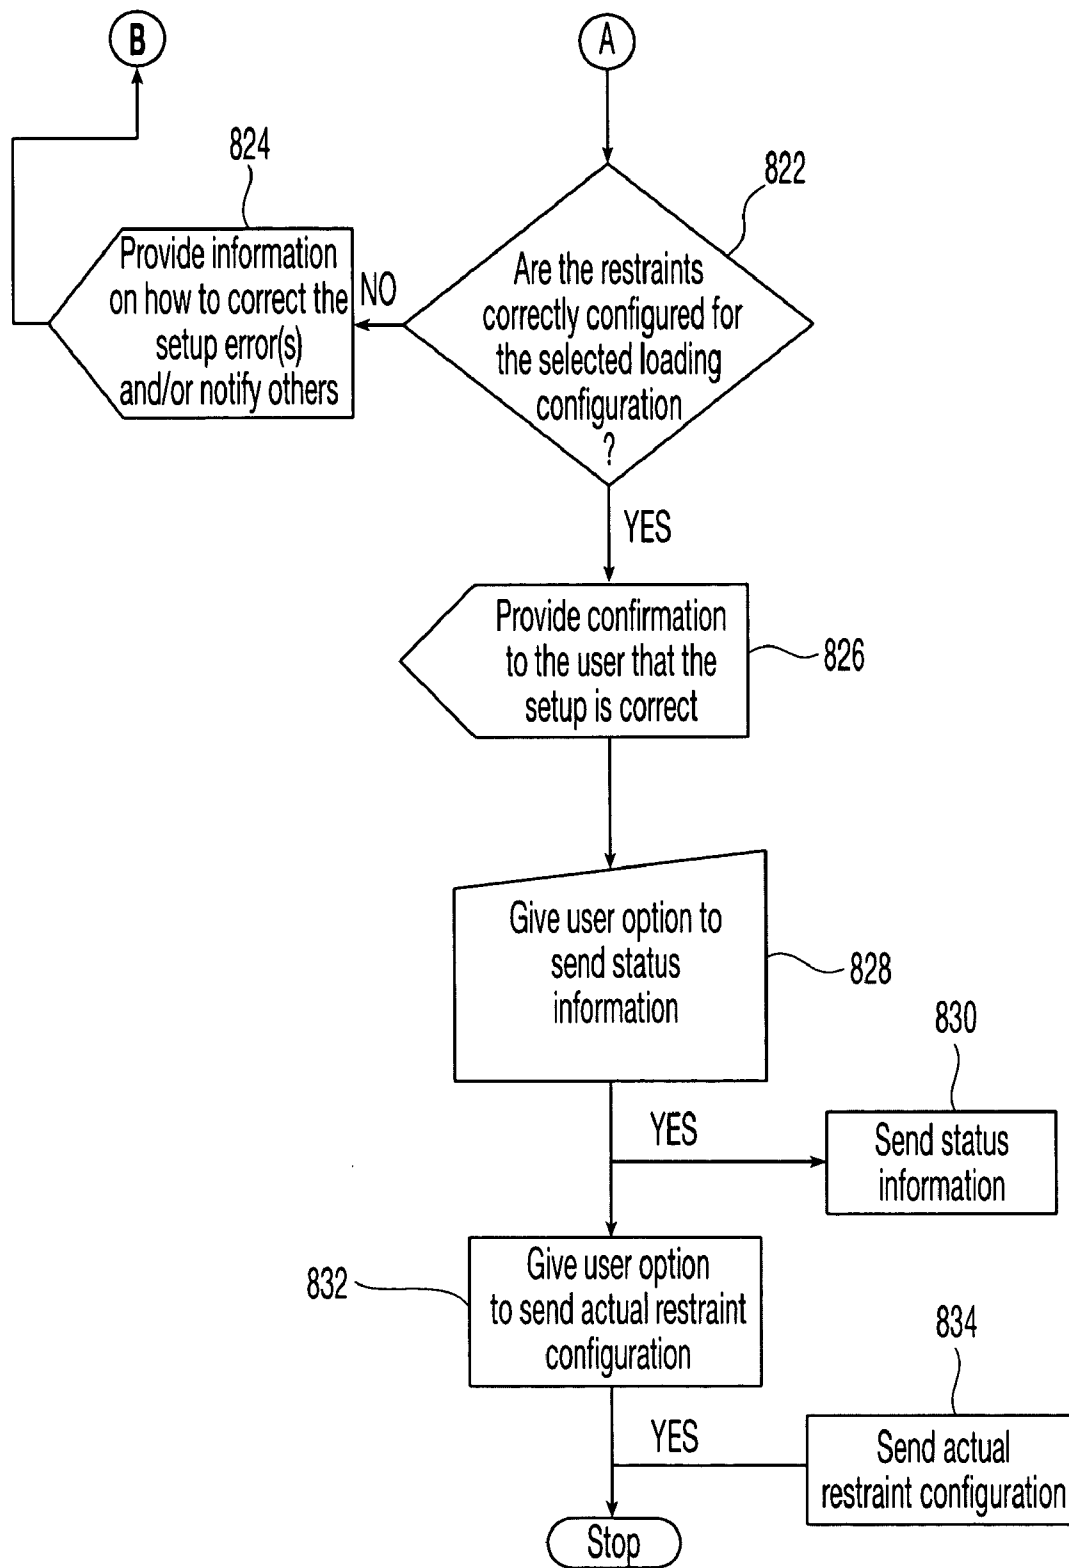 B
A
824
822
Provide information
on how to correct the
setup error(s)
and/or notify others
NO
Are the restraints
correctly configured for
the selected loading
configuration
?
YES
Provide confirmation
to the user that the
setup is correct
826
Give user option to
send status
information
828
830
YES
Send status
information
832
Give user option
to send actual restraint
configuration
834
YES
Send actual
restraint configuration
Stop